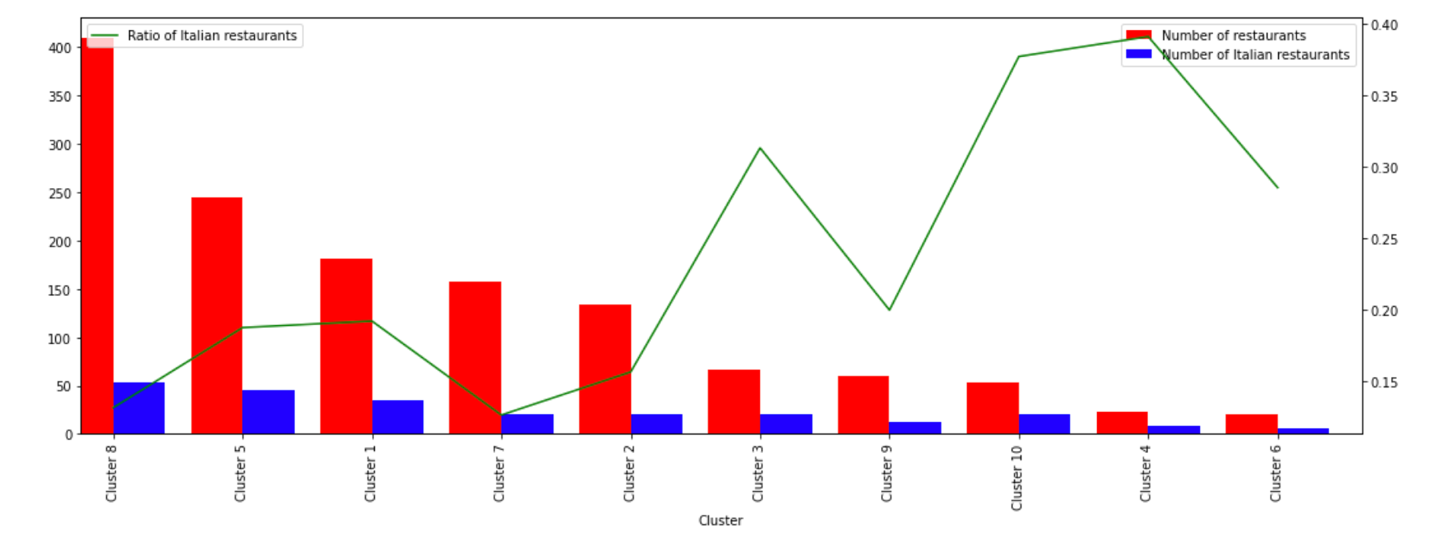 Ratio of Italian restaurants
Number of restaurants
Number of Italian restaurants
400
350
300
250
200
150
100
50
0
0.40
0.35
0.30
0.25
0.20
0.15
Cluster 8
Cluster 5
Cluster 1
Cluster 7
Cluster 2
Cluster 3
Cluster 9
Cluster 10
Cluster 4
Cluster 6
Cluster